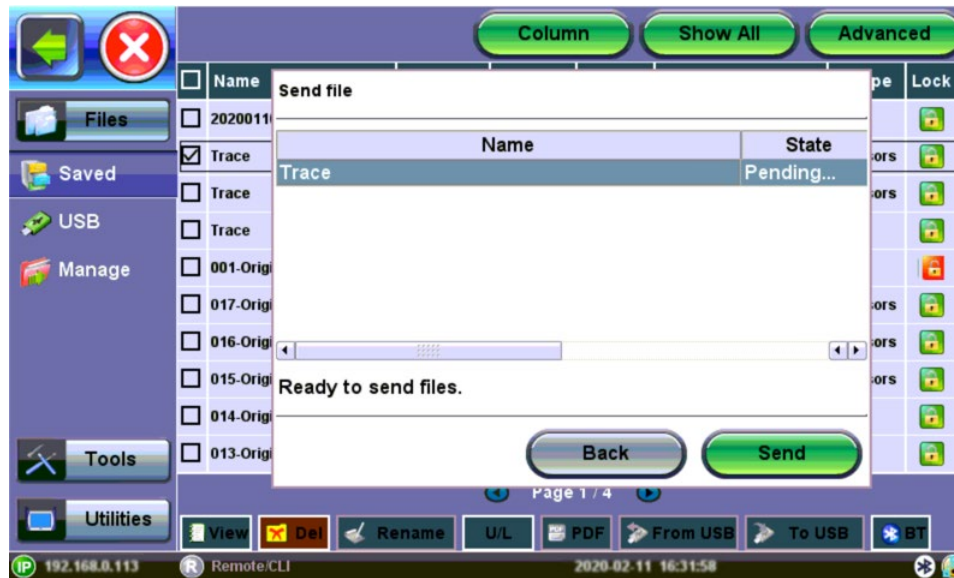 Column Show All Advanced
Name pe Lock
Files
Saved
USB
Manage
Tools
Utilities
2020011
Trace ors
Trace ors
Trace
001-Origi
017-Origi ors
016-Origi ors
015-Origi ors
014-Origi
013-Origi
Send file
Name State
Trace Pending...
Ready to send files.
Back Send
Page 1 / 4
View Del Rename U/L PDF From USB To USB BT
IP 192.168.0.113 R Remote/CLI 2020-02-11 16:31:58